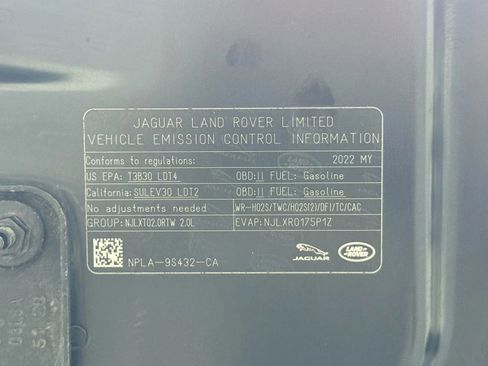 JAGUAR LAND ROVER LIMITED
VEHICLE EMISSION CONTROL INFORMATION
Conforms to regulations: 2022 MY
US EPA: T3B30 LDT4 OBD:II FUEL: Gasoline
California: SULEV30 LDT2 OBD:II FUEL: Gasoline
No adjustments needed WR-HO2S/TWC/HO2S(2)/DFI/TC/CAC
GROUP: NJLXT02.0RTW 2.0L EVAP: NJLXR0175P1Z
NPLA-9S432-CA
JAGUAR
LAND-ROVER